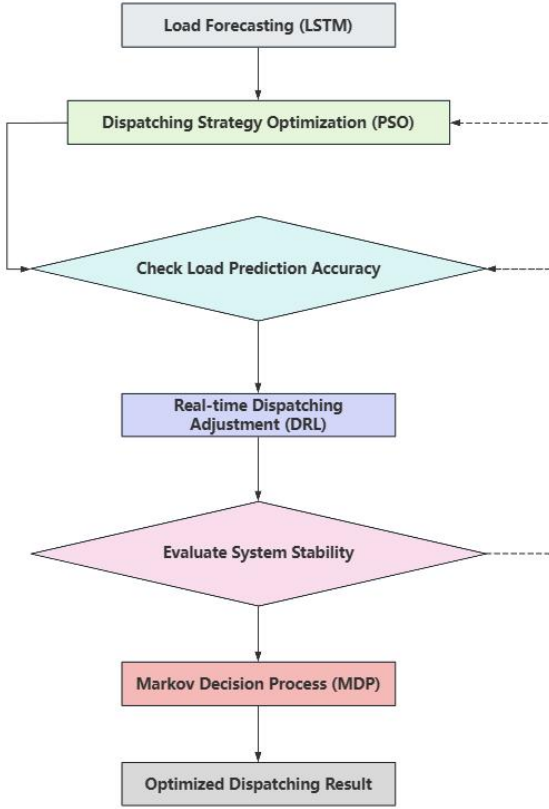 Load Forecasting (LSTM)
Dispatching Strategy Optimization (PSO)
Check Load Prediction Accuracy
Real-time Dispatching
Adjustment (DRL)
Evaluate System Stability
Markov Decision Process (MDP)
Optimized Dispatching Result